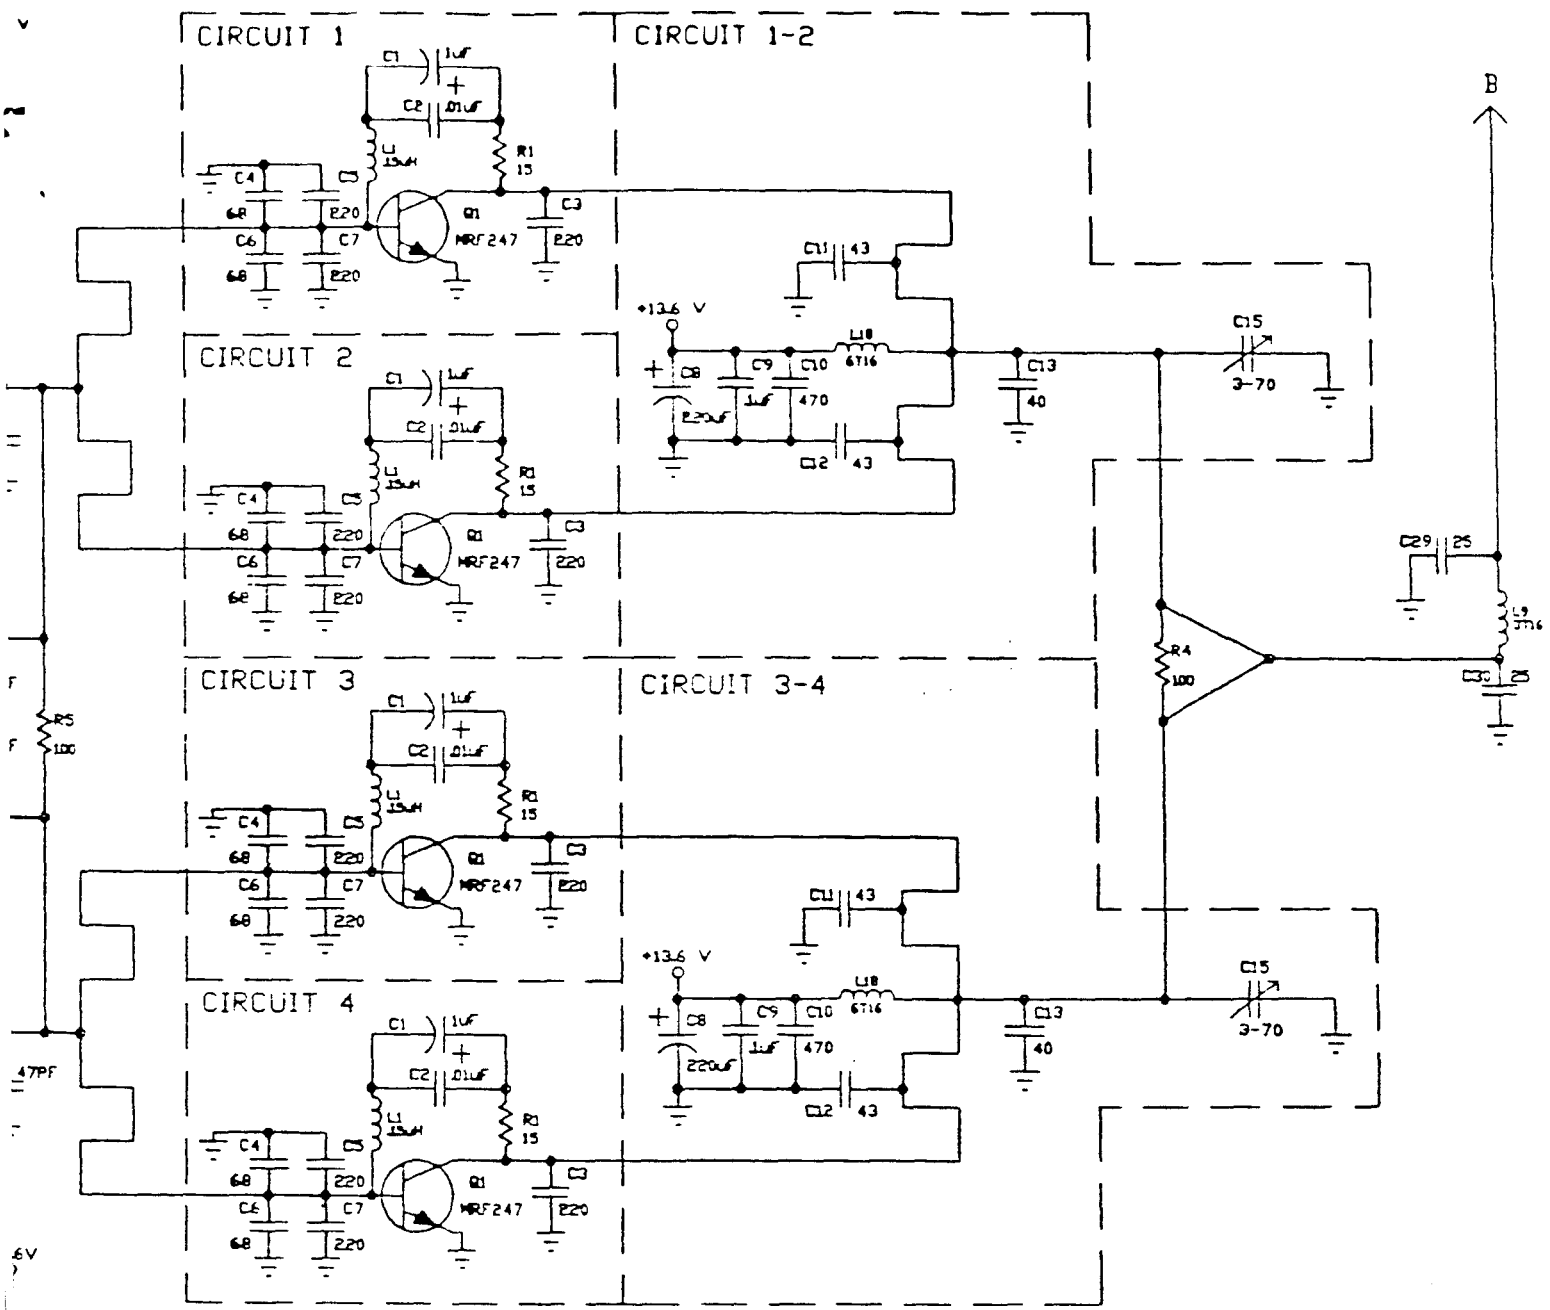 CIRCUIT 1
CIRCUIT 1-2
C1
.1uF
+
C2
.01uF
L1
.15uH
R1
15
C4
68
C5
220
C6
68
C7
220
Q1
MRF247
C3
220
B
C11
43
+13.6 V
L18
6T16
+
C8
220uF
C9
.1uF
C10
470
C12
43
C13
40
C15
3-70
CIRCUIT 2
C1
.1uF
+
C2
.01uF
L1
.15uH
R1
15
C4
68
C5
220
C6
68
C7
220
Q1
MRF247
C3
220
C29
25
L9
C30
25
R4
100
R5
100
F
F
CIRCUIT 3
CIRCUIT 3-4
C1
.1uF
+
C2
.01uF
L1
.15uH
R1
15
C4
68
C5
220
C6
68
C7
220
Q1
MRF247
C3
220
C11
43
+13.6 V
L18
6T16
+
C8
220uF
C9
.1uF
C10
470
C12
43
C13
40
C15
3-70
CIRCUIT 4
C1
.1uF
+
C2
.01uF
L1
.15uH
R1
15
C4
68
C5
220
C6
68
C7
220
Q1
MRF247
C3
220
47PF
6V